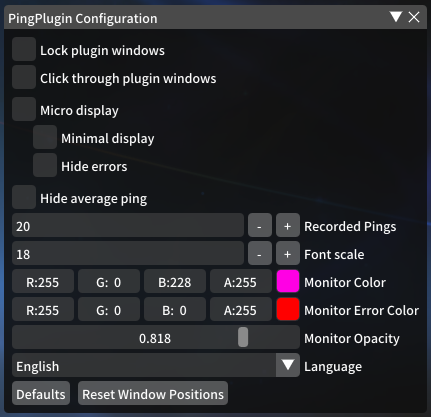 PingPlugin Configuration
Lock plugin windows
Click through plugin windows
Micro display
Minimal display
Hide errors
Hide average ping
20 - + Recorded Pings
18 - + Font scale
R:255 G: 0 B:228 A:255 Monitor Color
R:255 G: 0 B: 0 A:255 Monitor Error Color
0.818 Monitor Opacity
English Language
Defaults Reset Window Positions